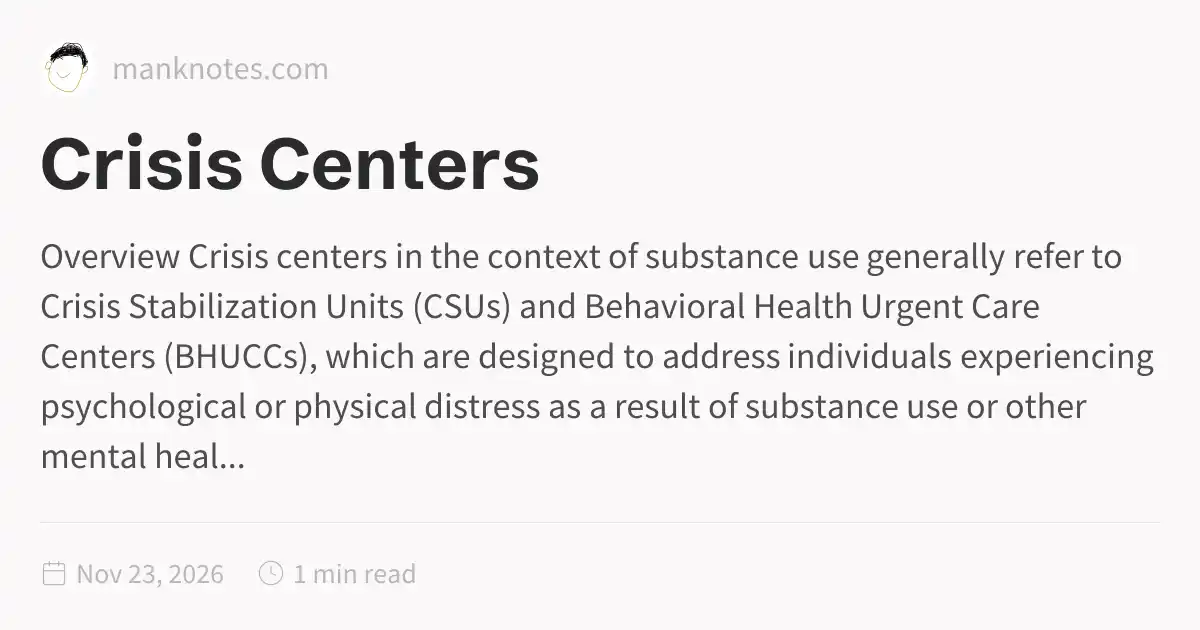 manknotes.com
Crisis Centers
Overview Crisis centers in the context of substance use generally refer to
Crisis Stabilization Units (CSUs) and Behavioral Health Urgent Care
Centers (BHUCCs), which are designed to address individuals experiencing
psychological or physical distress as a result of substance use or other
mental heal...
Nov 23, 2026 1 min read